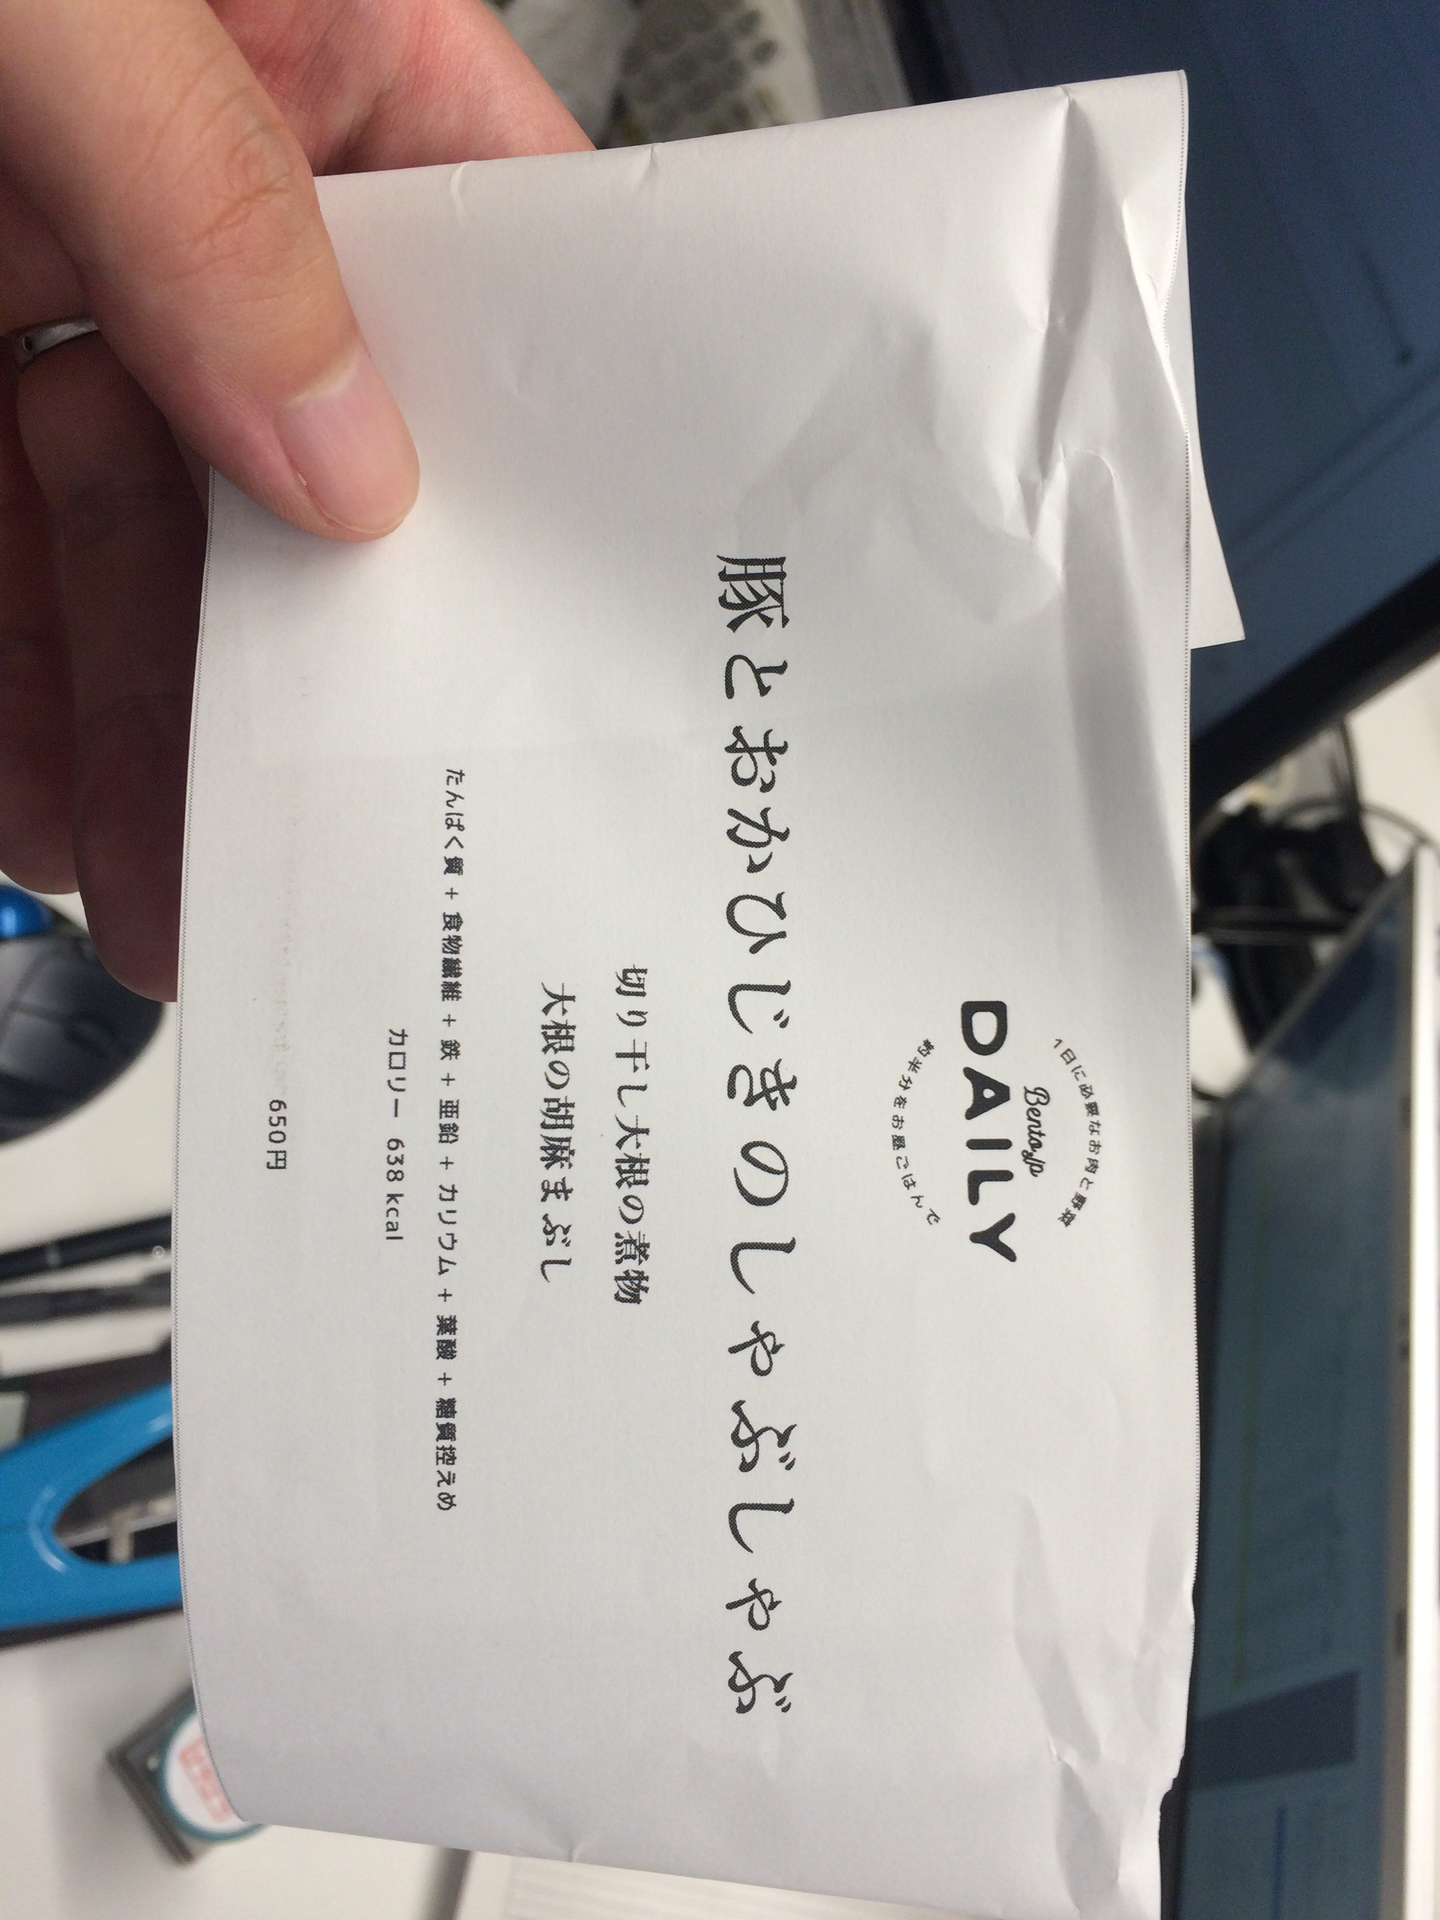 1日に必要なお肉と野菜
Bento.jp
DAILY
約半分をお昼ごはんで
豚とおかひじきのしゃぶしゃぶ
切り干し大根の煮物
大根の胡麻まぶし
たんぱく質 + 食物繊維 + 鉄 + 亜鉛 + カリウム + 葉酸 + 糖質控えめ
カロリー 638 kcal
650円